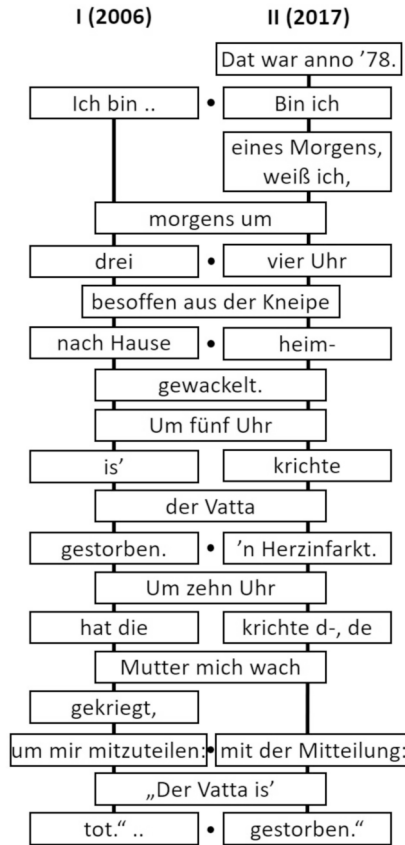 I (2006) II (2017)
Dat war anno ’78.
Ich bin .. • Bin ich
eines Morgens,
weiß ich,
morgens um
drei • vier Uhr
besoffen aus der Kneipe
nach Hause • heim-
gewackelt.
Um fünf Uhr
is’ krichte
der Vatta
gestorben. • ’n Herzinfarkt.
Um zehn Uhr
hat die krichte d-, de
Mutter mich wach
gekriegt,
um mir mitzuteilen: • mit der Mitteilung:
„Der Vatta is’
tot.“ .. • gestorben.“